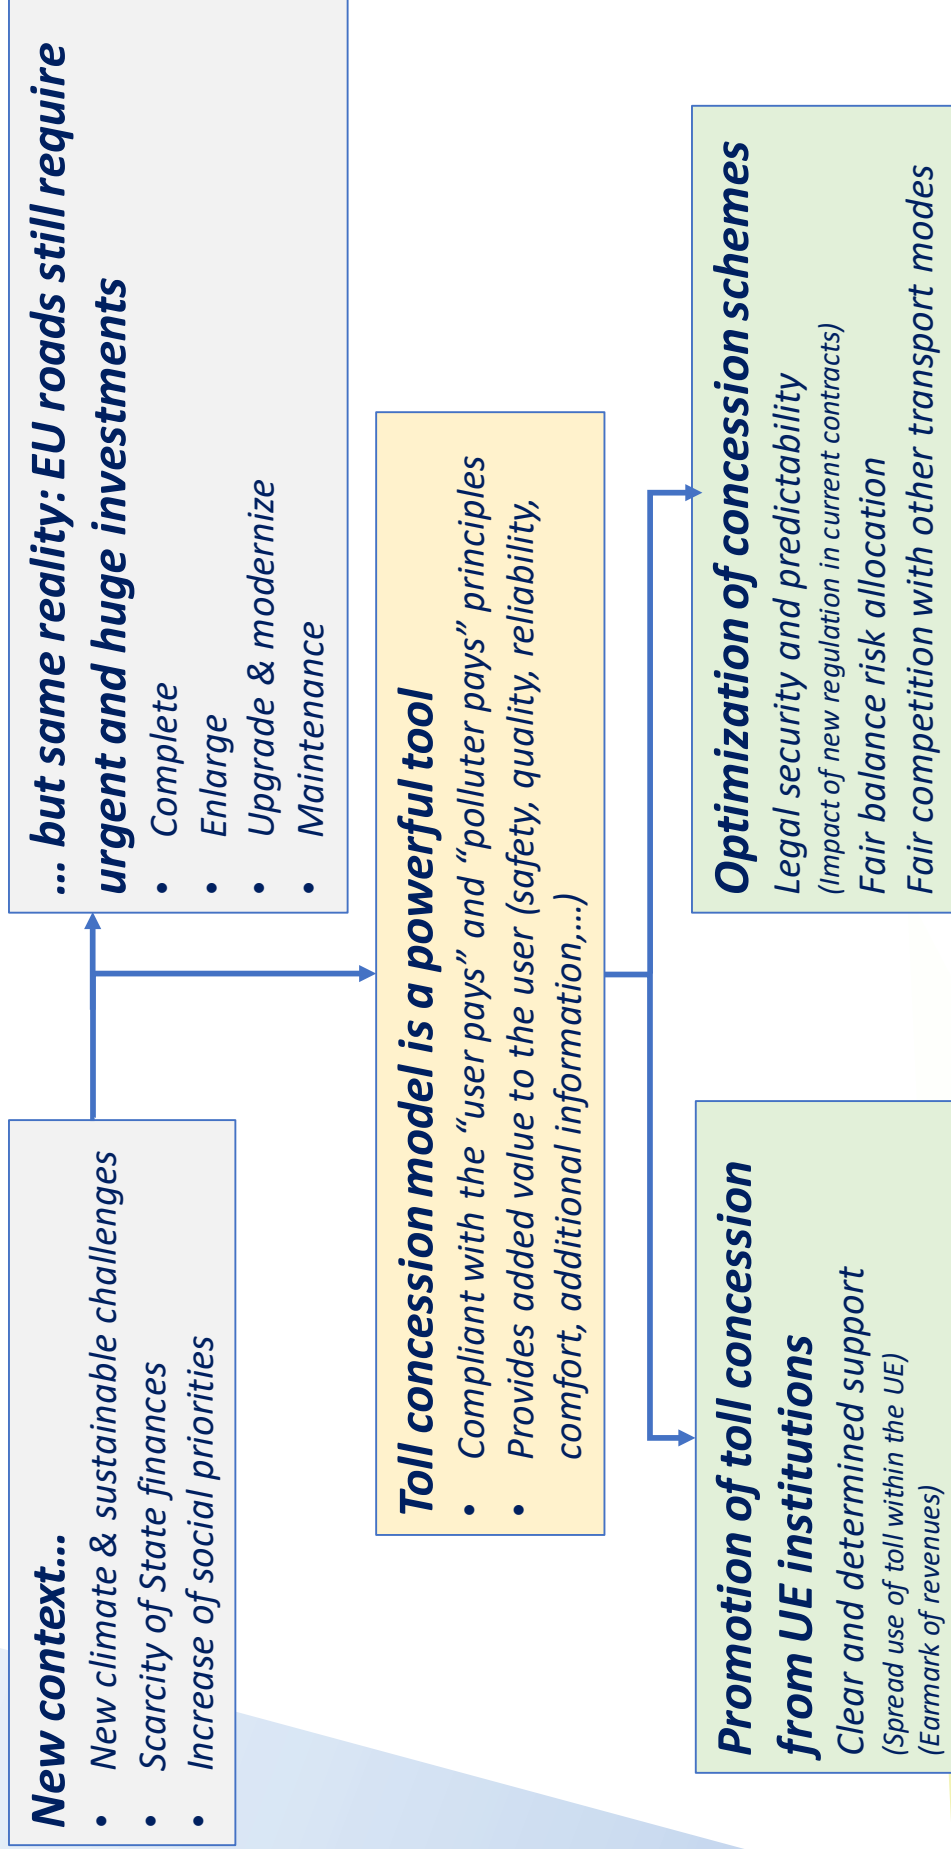 New context...
• New climate & sustainable challenges
• Scarcity of State finances
• Increase of social priorities
... but same reality: EU roads still require
urgent and huge investments
• Complete
• Enlarge
• Upgrade & modernize
• Maintenance
Toll concession model is a powerful tool
• Compliant with the “user pays” and “polluter pays” principles
• Provides added value to the user (safety, quality, reliability,
comfort, additional information,...)
Promotion of toll concession
from UE institutions
Clear and determined support
(Spread use of toll within the UE)
(Earmark of revenues)
Optimization of concession schemes
Legal security and predictability
(Impact of new regulation in current contracts)
Fair balance risk allocation
Fair competition with other transport modes